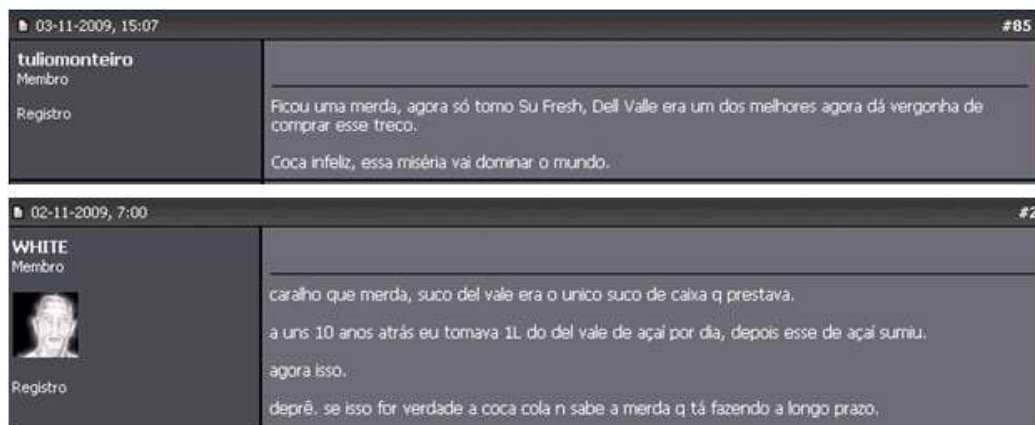 03-11-2009, 15:07 #85
tuliomonteiro
Membro
Registro
Ficou uma merda, agora só tomo Su Fresh, Dell Valle era um dos melhores agora dá vergonha de
comprar esse treco.
Coca infeliz, essa miséria vai dominar o mundo.
02-11-2009, 7:00 #2
WHITE
Membro
Registro
caralho que merda, suco del vale era o unico suco de caixa q prestava.
a uns 10 anos atrás eu tomava 1L do del vale de açaí por dia, depois esse de açaí sumiu.
agora isso.
deprê. se isso for verdade a coca cola n sabe a merda q tá fazendo a longo prazo.